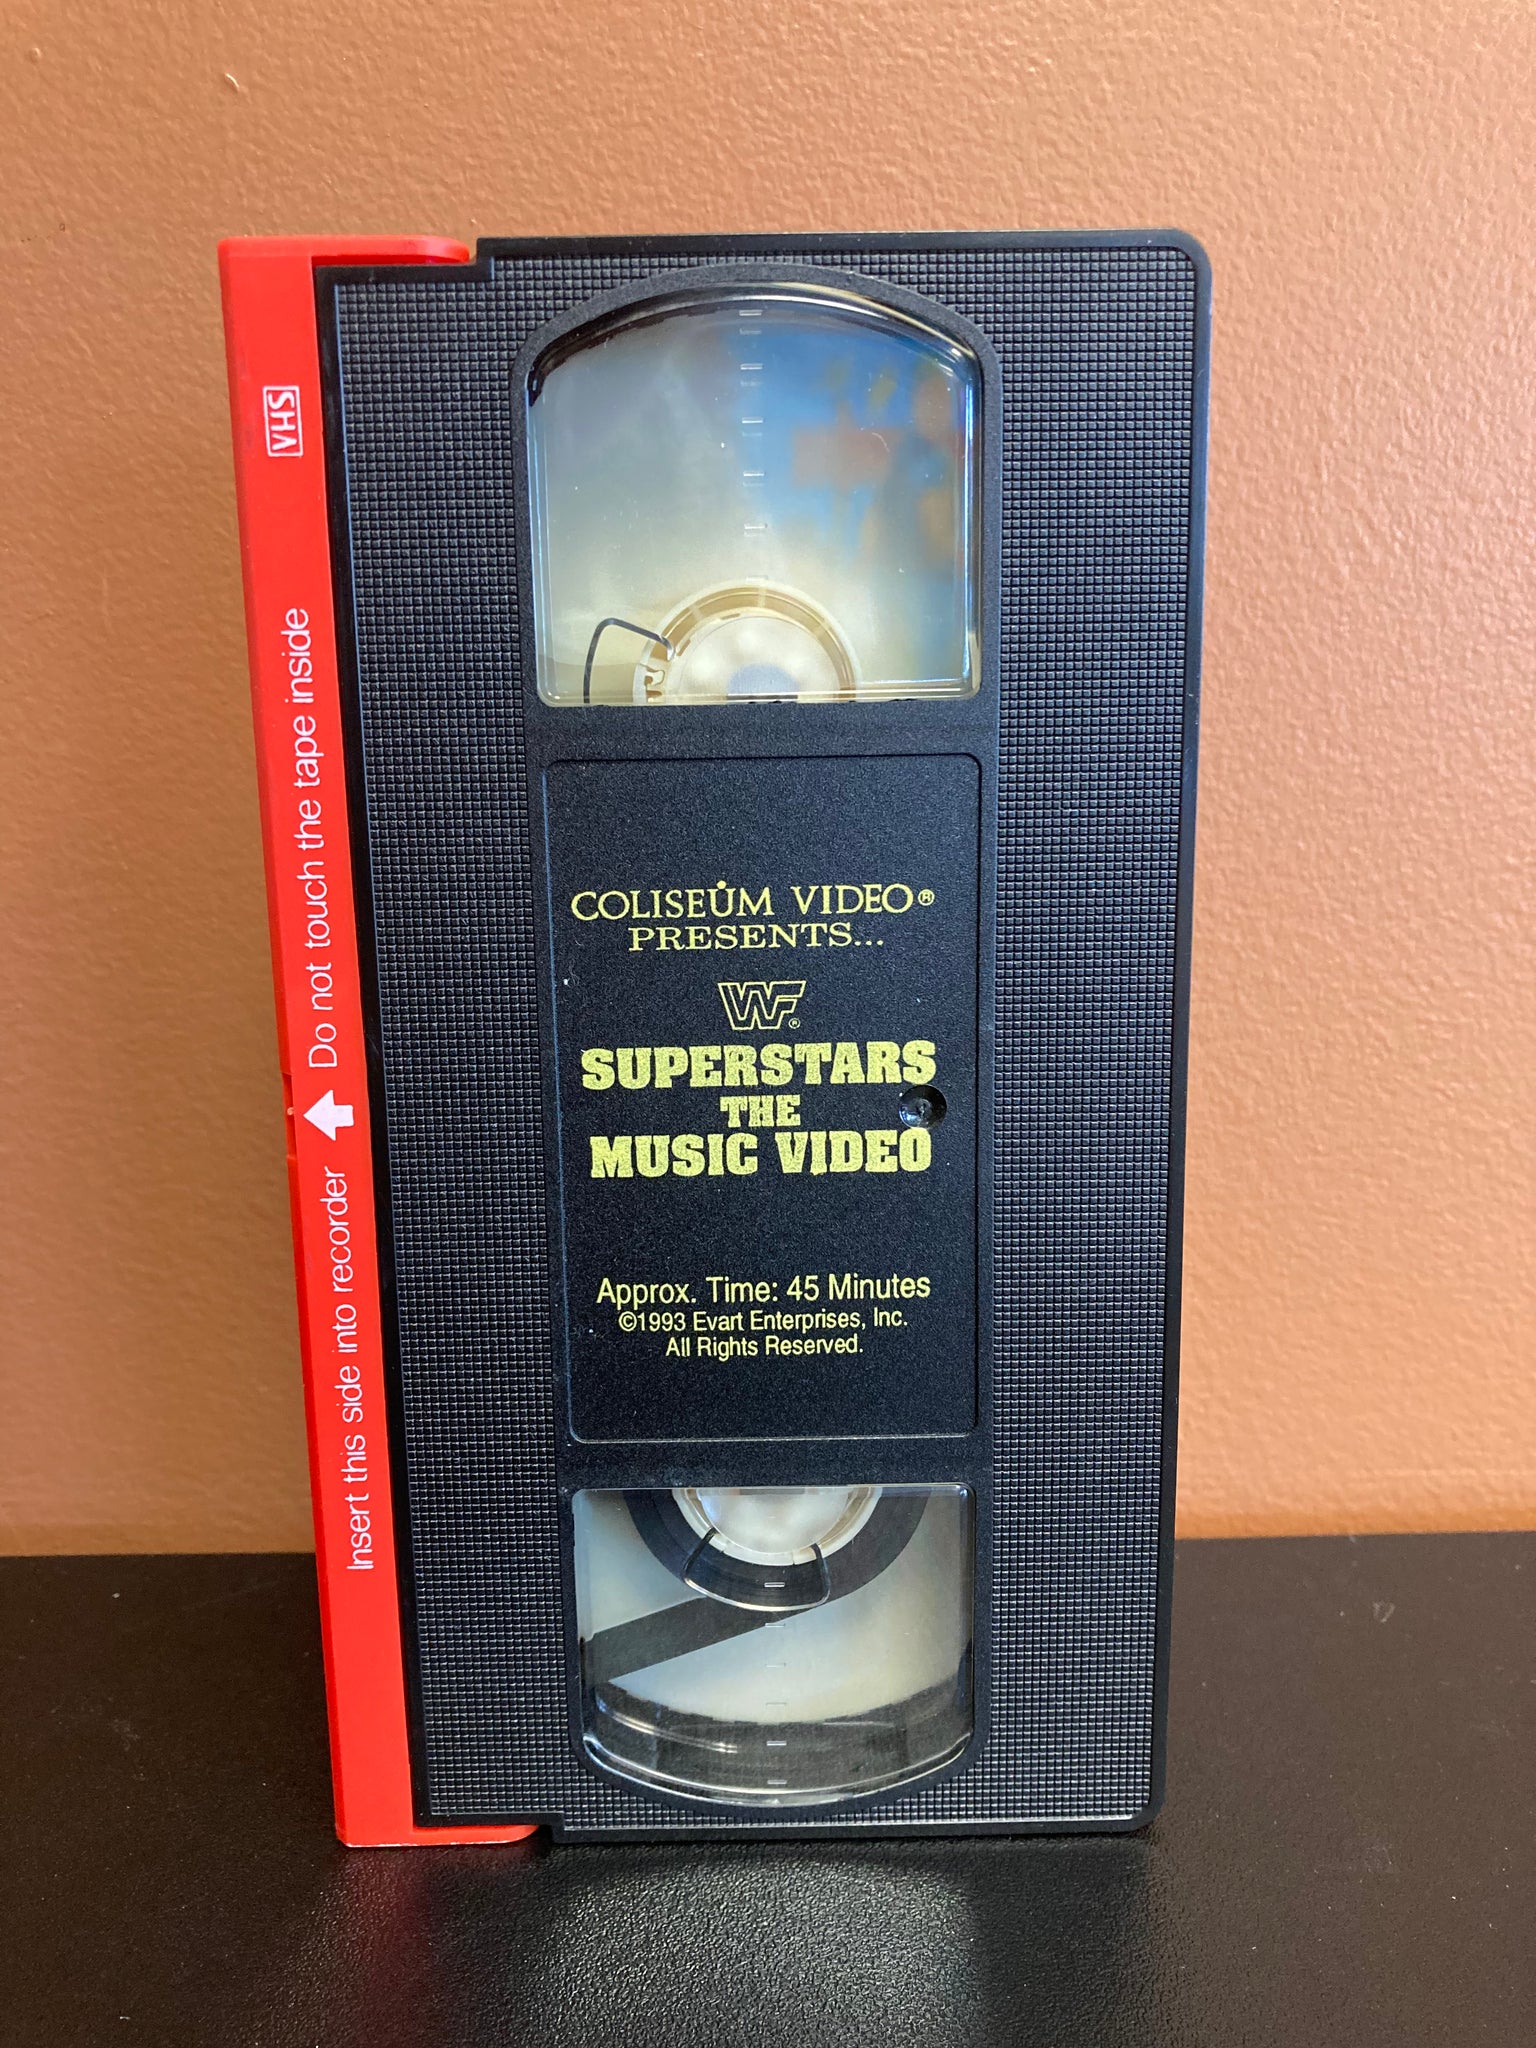 VHS
Insert this side into recorder
Do not touch the tape inside
COLISEUM VIDEO®
PRESENTS...
WF®
SUPERSTARS
THE
MUSIC VIDEO
Approx. Time: 45 Minutes
©1993 Evart Enterprises, Inc.
All Rights Reserved.